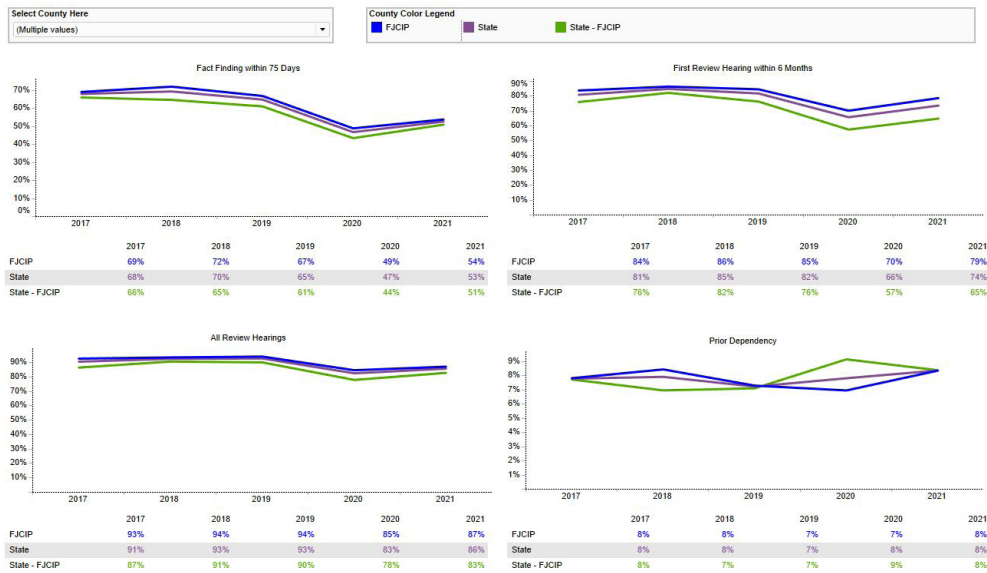 Select County Here
(Multiple values)
County Color Legend
FJCIP State State - FJCIP
Fact Finding within 75 Days
70%
60%
50%
40%
30%
20%
10%
0%
2017 2018 2019 2020 2021
2017 2018 2019 2020 2021
FJCIP 69% 72% 67% 49% 54%
State 68% 70% 65% 47% 53%
State - FJCIP 66% 65% 61% 44% 51%
First Review Hearing within 6 Months
90%
80%
70%
60%
50%
40%
30%
20%
10%
2017 2018 2019 2020 2021
2017 2018 2019 2020 2021
FJCIP 84% 86% 85% 70% 79%
State 81% 85% 82% 66% 74%
State - FJCIP 76% 82% 76% 57% 65%
All Review Hearings
90%
80%
70%
60%
50%
40%
30%
20%
10%
2017 2018 2019 2020 2021
2017 2018 2019 2020 2021
FJCIP 93% 94% 94% 85% 87%
State 91% 93% 93% 83% 86%
State - FJCIP 87% 91% 90% 78% 83%
Prior Dependency
9%
8%
7%
6%
5%
4%
3%
2%
1%
2017 2018 2019 2020 2021
2017 2018 2019 2020 2021
FJCIP 8% 8% 7% 7% 8%
State 8% 8% 7% 8% 8%
State - FJCIP 8% 7% 7% 9% 8%